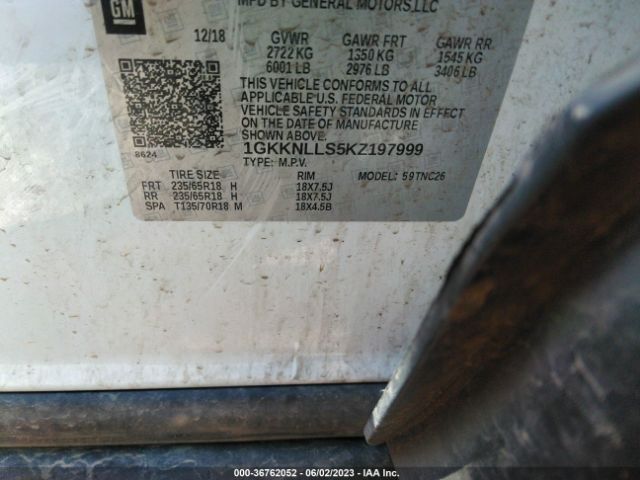 GM
MFD BY GENERAL MOTORS,LLC
12/18 GVWR GAWR FRT GAWR RR
2722 KG 1350 KG 1545 KG
6001 LB 2976 LB 3406 LB
THIS VEHICLE CONFORMS TO ALL
APPLICABLE U.S. FEDERAL MOTOR
VEHICLE SAFETY STANDARDS IN EFFECT
ON THE DATE OF MANUFACTURE
SHOWN ABOVE.
8624 1GKKNLLS5KZ197999
TYPE: M.P.V.
TIRE SIZE RIM MODEL: 59TNC26
FRT 235/65R18 H 18X7.5J
RR 235/65R18 H 18X7.5J
SPA T135/70R18 M 18X4.5B
000-36762052 - 06/02/2023 - IAA Inc.